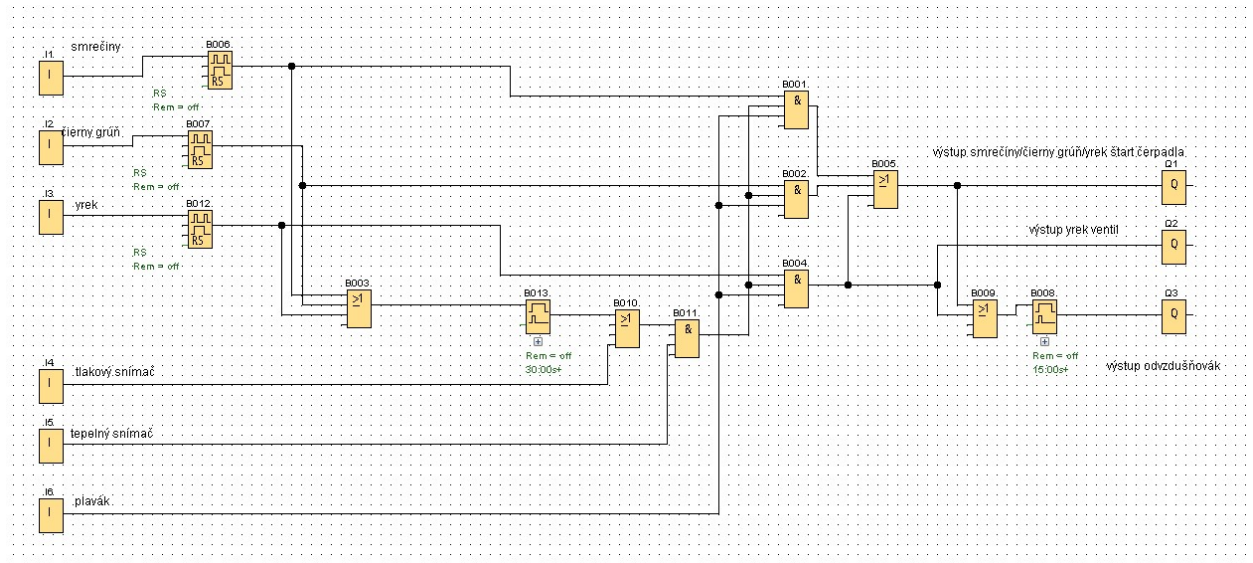 I1
smrečiny
I
B006
RS
RS
Rem = off
I2
čierny grúň
I
B007
RS
RS
Rem = off
I3
yrek
I
B012
RS
RS
Rem = off
B003
≥1
B013
Rem = off
30:00s+
B010
≥1
B011
&
I4
tlakový snímač
I
I5
tepelný snímač
I
I6
plavák
I
B001
&
B002
&
B004
&
B005
≥1
výstup smrečiny/čierny grúň/yrek štart čerpadla
Q1
Q
výstup yrek ventil
Q2
Q
B009
≥1
B008
Rem = off
15:00s+
Q3
Q
výstup odvzdušňovák